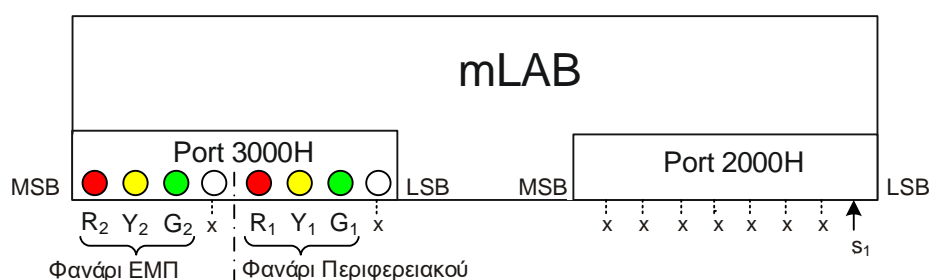 mLAB
Port 3000H
Port 2000H
MSB
LSB
MSB
LSB
R2 Y2 G2 x R1 Y1 G1 x
x x x x x x x
s1
Φανάρι ΕΜΠ
Φανάρι Περιφερειακού